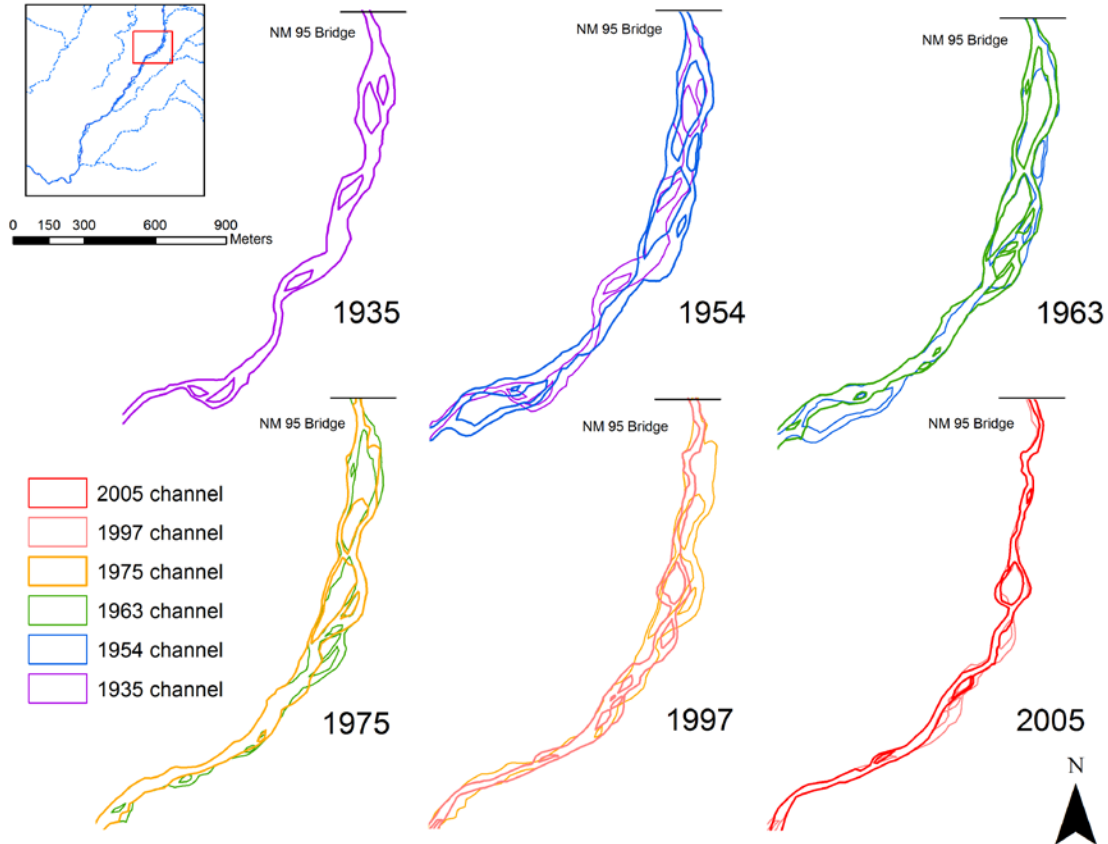 NM 95 Bridge
NM 95 Bridge
NM 95 Bridge
0 150 300 600 900
Meters
1935
1954
1963
NM 95 Bridge
NM 95 Bridge
NM 95 Bridge
2005 channel
1997 channel
1975 channel
1963 channel
1954 channel
1935 channel
1975
1997
2005
N